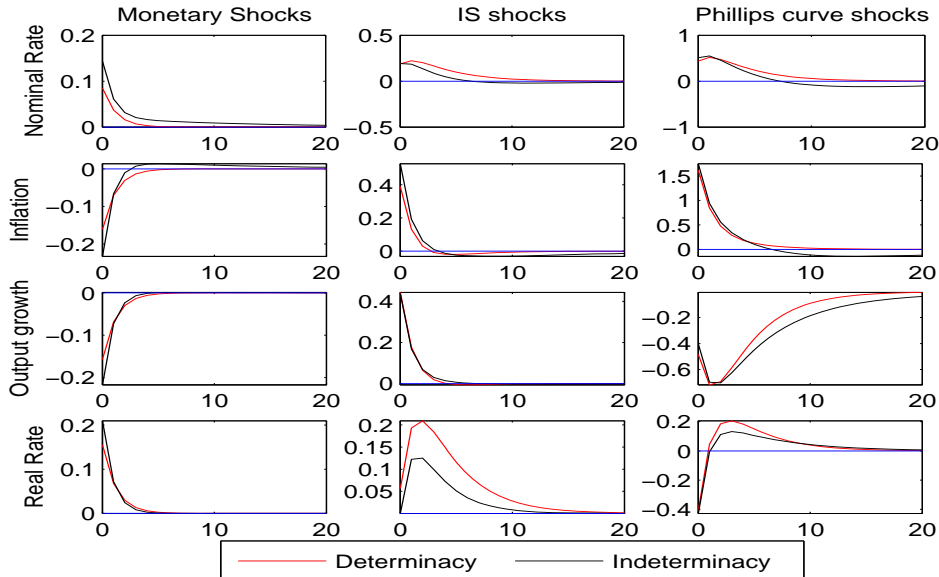 Monetary Shocks IS shocks Phillips curve shocks
Nominal Rate
0.2
0.1
0
0 10 20
0.5
0
−0.5
0 10 20
1
0
−1
0 10 20
Inflation
0
−0.1
−0.2
0 10 20
0.4
0.2
0
0 10 20
1.5
1
0.5
0
0 10 20
Output growth
0
−0.1
−0.2
0 10 20
0.4
0.2
0
0 10 20
−0.2
−0.4
−0.6
0 10 20
Real Rate
0.2
0.1
0
0 10 20
0.2
0.15
0.1
0.05
0 10 20
0.2
0
−0.2
−0.4
0 10 20
Determinacy Indeterminacy